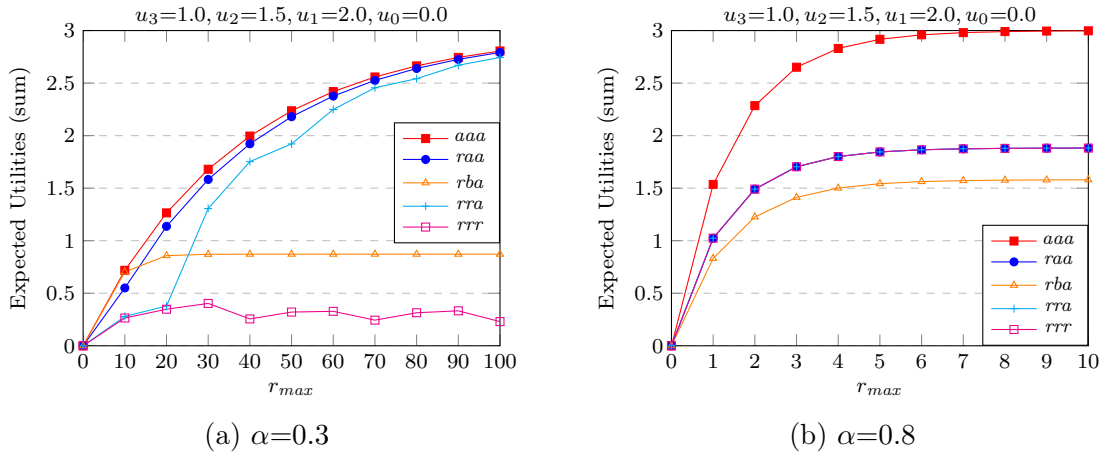 u3=1.0, u2=1.5, u1=2.0, u0=0.0
Expected Utilities (sum)
3
2.5
2
1.5
1
0.5
0
aaa
raa
rba
rra
rrr
0 10 20 30 40 50 60 70 80 90 100
rmax
(a) α=0.3
u3=1.0, u2=1.5, u1=2.0, u0=0.0
Expected Utilities (sum)
3
2.5
2
1.5
1
0.5
0
aaa
raa
rba
rra
rrr
0 1 2 3 4 5 6 7 8 9 10
rmax
(b) α=0.8